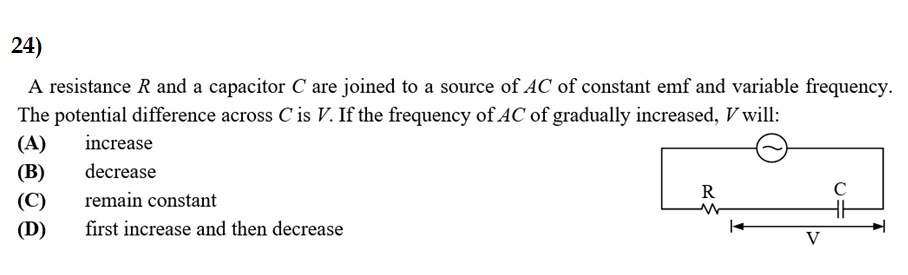 24)
A resistance R and a capacitor C are joined to a source of AC of constant emf and variable frequency.
The potential difference across C is V. If the frequency of AC of gradually increased, V will:
(A) increase
(B) decrease
(C) remain constant
(D) first increase and then decrease
R
C
V